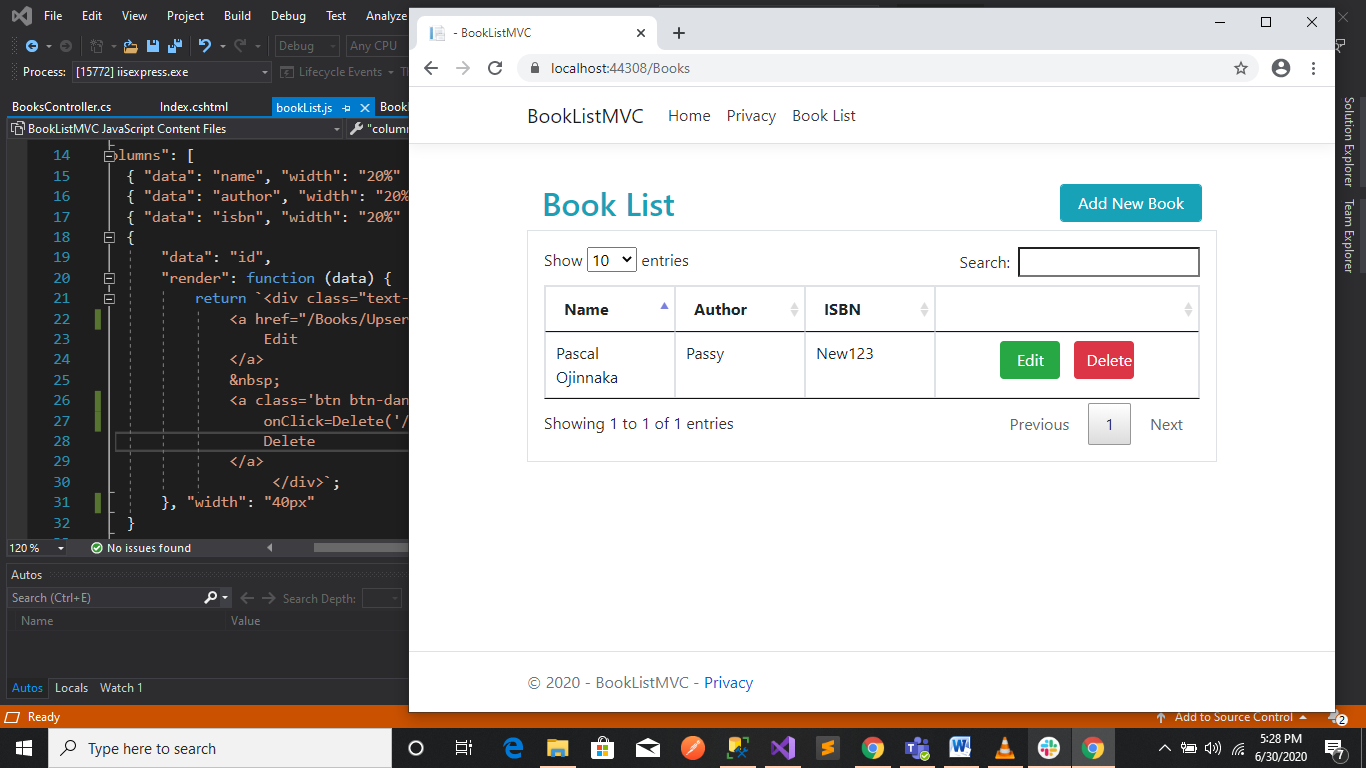 File Edit View Project Build Debug Test Analyze
Debug Any CPU
Process: [15772] iisexpress.exe Lifecycle Events
BooksController.cs Index.cshtml bookList.js
BookListMVC JavaScript Content Files
14 lumns": [
15 { "data": "name", "width": "20%"
16 { "data": "author", "width": "20%
17 { "data": "isbn", "width": "20%"
18 {
19 "data": "id",
20 "render": function (data) {
21 return `<div class="text-
22 <a href="/Books/Upser
23 Edit
24 </a>
25 &nbsp;
26 <a class='btn btn-dan
27 onClick=Delete('/
28 Delete
29 </a>
30 </div>`;
31 }, "width": "40px"
32 }
120 % No issues found
Autos
Search (Ctrl+E) Search Depth:
Name Value
Autos Locals Watch 1
Ready
- BookListMVC
localhost:44308/Books
BookListMVC Home Privacy Book List
Book List Add New Book
Show 10 entries Search:
Name Author ISBN
Pascal Ojinnaka Passy New123 Edit Delete
Showing 1 to 1 of 1 entries Previous 1 Next
© 2020 - BookListMVC - Privacy
Solution Explorer
Team Explorer
Add to Source Control 2
Type here to search
5:28 PM
6/30/2020
7